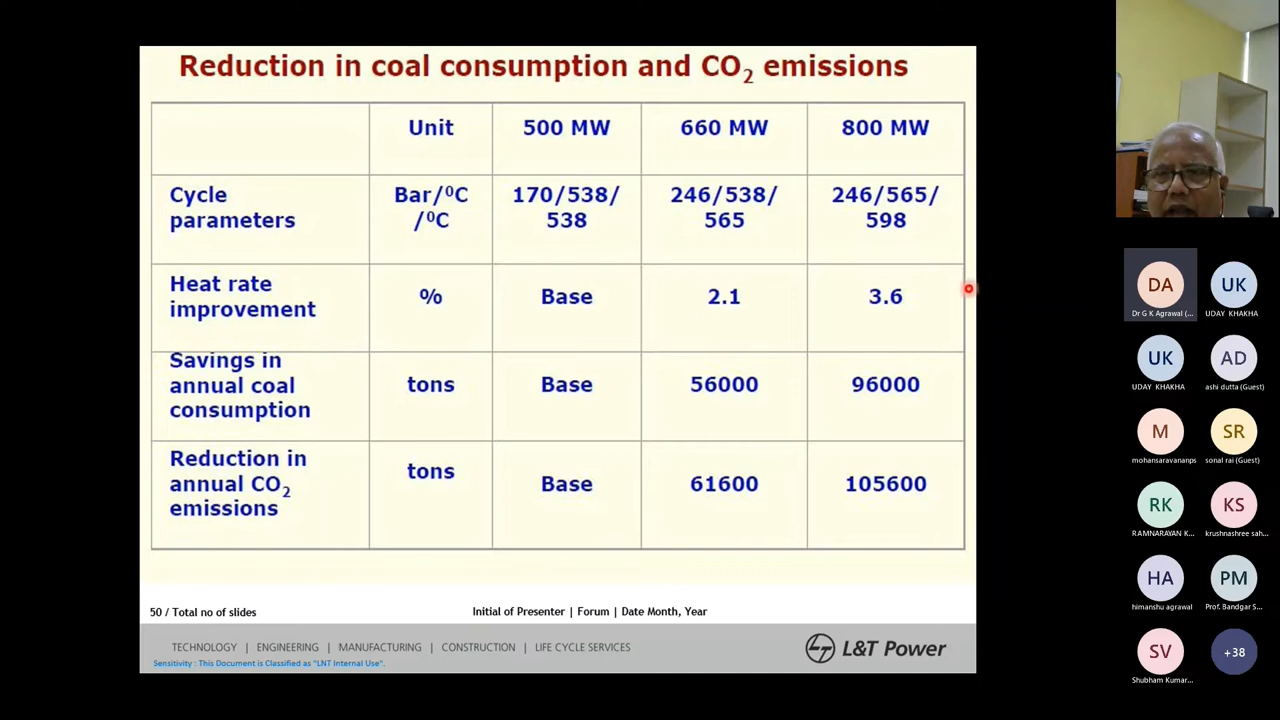 Reduction in coal consumption and CO₂ emissions
Unit
500 MW
660 MW
800 MW
Cycle
parameters
Bar/⁰C
/⁰C
170/538/
538
246/538/
565
246/565/
598
Heat rate
improvement
%
Base
2.1
3.6
Savings in
annual coal
consumption
tons
Base
56000
96000
Reduction in
annual CO₂
emissions
tons
Base
61600
105600
50 / Total no of slides
Initial of Presenter | Forum | Date Month, Year
TECHNOLOGY | ENGINEERING | MANUFACTURING | CONSTRUCTION | LIFE CYCLE SERVICES
Sensitivity : This Document is Classified as "LNT Internal Use".
L&T Power
DA
Dr G K Agrawal (...
UK
UDAY KHAKHA
UK
UDAY KHAKHA
AD
ashi dutta (Guest)
M
mohansaravananps
SR
sonal rai (Guest)
RK
RAMNARAYAN K...
KS
krushnashree sah...
HA
himanshu agrawal
PM
Prof. Bandgar S...
SV
Shubham Kumar...
+38